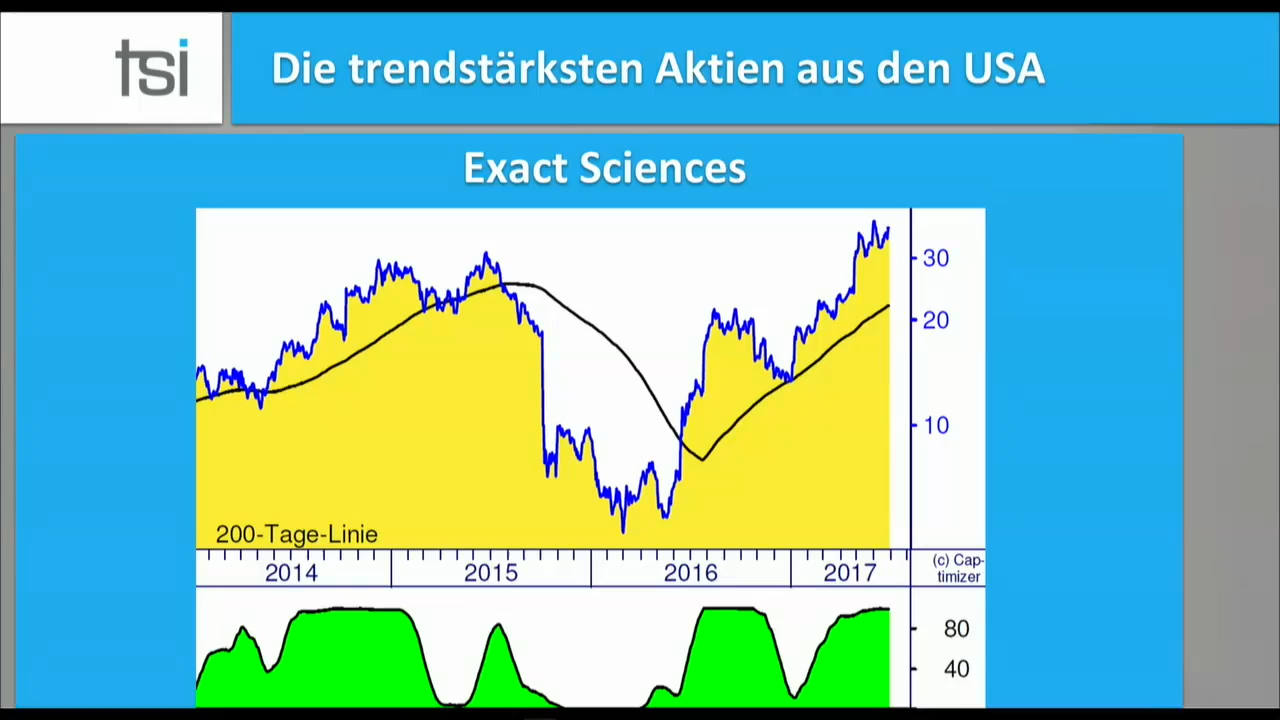 tsi
Die trendstärksten Aktien aus den USA
Exact Sciences
30
20
10
200-Tage-Linie
2014 2015 2016 2017
(c) Cap-
timizer
80
40